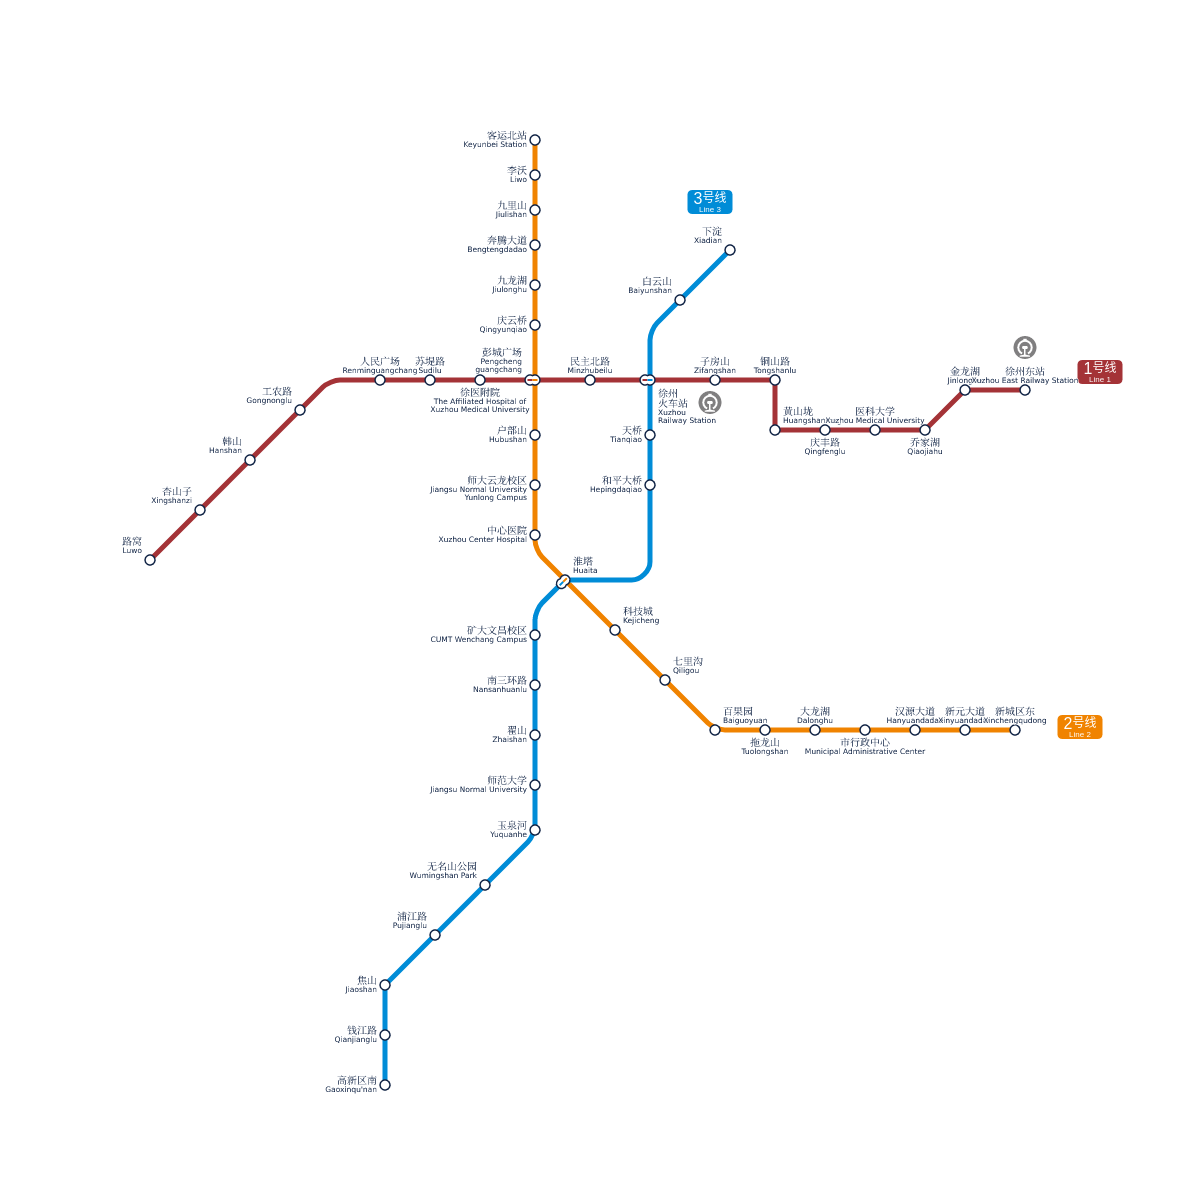 客运北站
Keyunbei Station
李沃
Liwo
九里山
Jiulishan
奔腾大道
Bengtengdadao
九龙湖
Jiulonghu
庆云桥
Qingyunqiao
3号线
Line 3
下淀
Xiadian
白云山
Baiyunshan
人民广场
Renminguangchang
苏堤路
Sudilu
彭城广场
Pengcheng
guangchang
徐医附院
The Affiliated Hospital of
Xuzhou Medical University
民主北路
Minzhubeilu
徐州
火车站
Xuzhou
Railway Station
子房山
Zifangshan
铜山路
Tongshanlu
金龙湖
徐州东站
Xuzhou East Railway Station
1号线
Line 1
工农路
Gongnonglu
韩山
Hanshan
杏山子
Xingshanzi
路窝
Luwo
黄山垅
Huangshan
庆丰路
Qingfenglu
医科大学
Xuzhou Medical University
乔家湖
Qiaojiahu
户部山
Hubushan
师大云龙校区
Jiangsu Normal University
Yunlong Campus
中心医院
Xuzhou Center Hospital
天桥
Tianqiao
和平大桥
Hepingdaqiao
淮塔
Huaita
科技城
Kejicheng
七里沟
Qiligou
百果园
Baiguoyuan
拖龙山
Tuolongshan
大龙湖
Dalonghu
市行政中心
Municipal Administrative Center
汉源大道
Hanyuandadao
新元大道
Xinyuandadao
新城区东
Xinchengqudong
2号线
Line 2
矿大文昌校区
CUMT Wenchang Campus
南三环路
Nansanhuanlu
翟山
Zhaishan
师范大学
Jiangsu Normal University
玉泉河
Yuquanhe
无名山公园
Wumingshan Park
浦江路
Pujianglu
焦山
Jiaoshan
钱江路
Qianjianglu
高新区南
Gaoxinqu'nan